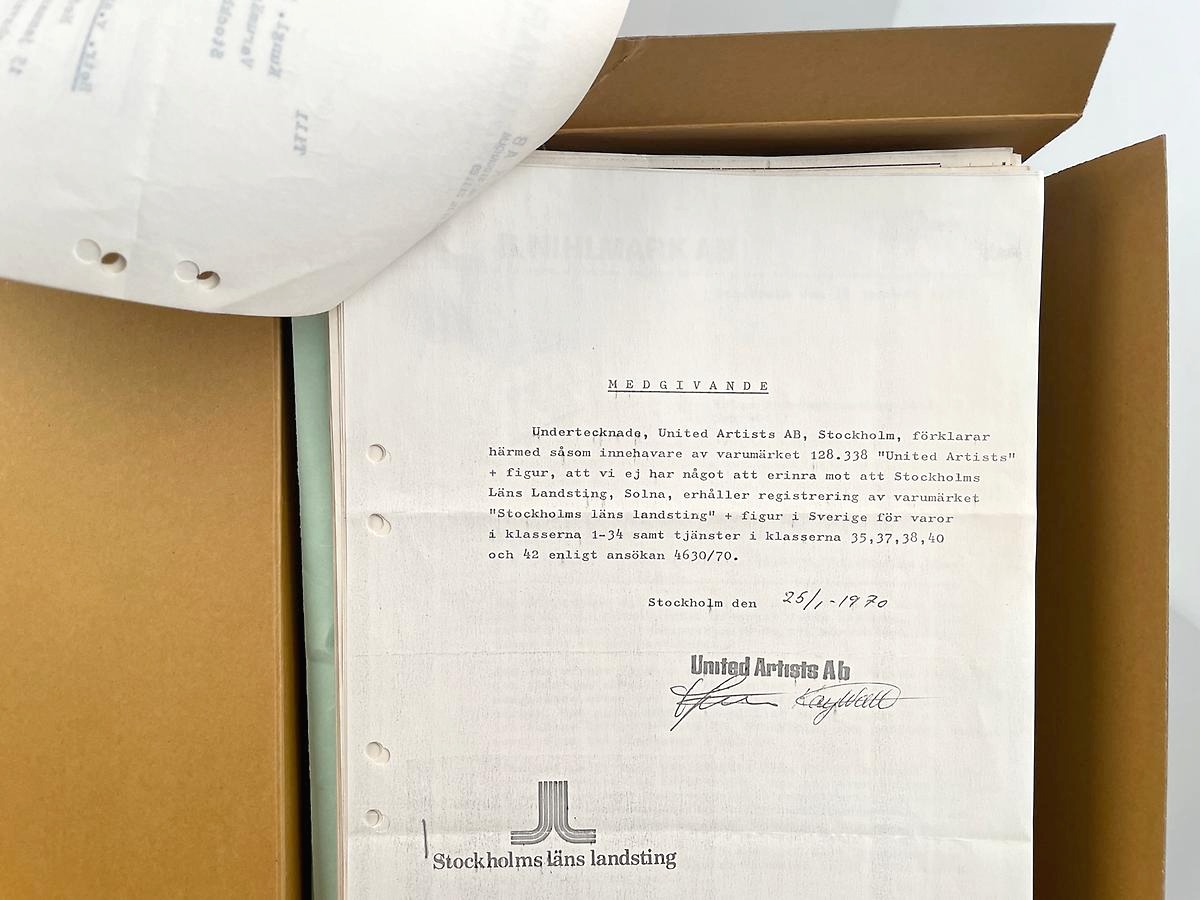 MEDGIVANDE
Undertecknade, United Artists AB, Stockholm, förklarar
härmed såsom innehavare av varumärket 128.338 "United Artists"
+ figur, att vi ej har något att erinra mot att Stockholms
Läns Landsting, Solna, erhåller registrering av varumärket
"Stockholms läns landsting" + figur i Sverige för varor
i klasserna 1-34 samt tjänster i klasserna 35,37,38,40
och 42 enligt ansökan 4630/70.
Stockholm den 25/1-1970
United Artists Ab
Stockholms läns landsting